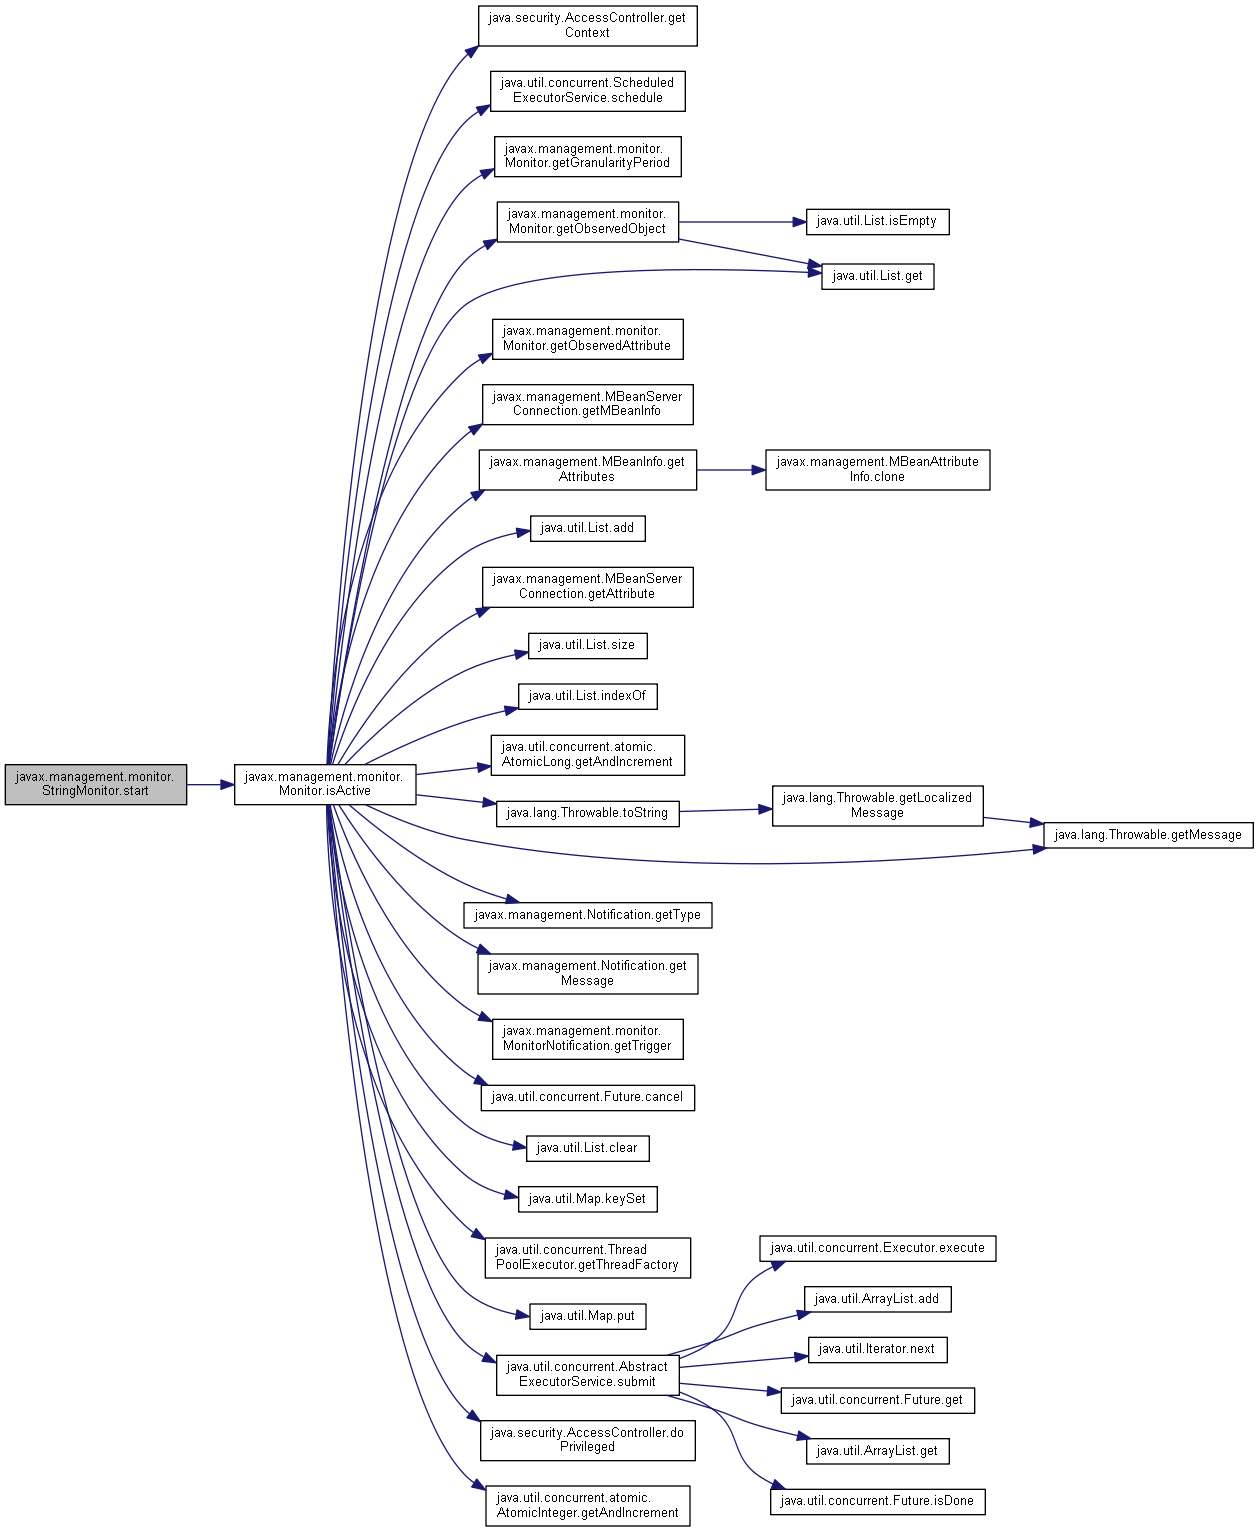 java.security.AccessController.get
Context
java.util.concurrent.Scheduled
ExecutorService.schedule
javax.management.monitor.
Monitor.getGranularityPeriod
javax.management.monitor.
Monitor.getObservedObject
java.util.List.isEmpty
java.util.List.get
javax.management.monitor.
Monitor.getObservedAttribute
javax.management.MBeanServer
Connection.getMBeanInfo
javax.management.MBeanInfo.get
Attributes
javax.management.MBeanAttribute
Info.clone
java.util.List.add
javax.management.MBeanServer
Connection.getAttribute
java.util.List.size
java.util.List.indexOf
java.util.concurrent.atomic.
AtomicLong.getAndIncrement
javax.management.monitor.
StringMonitor.start
javax.management.monitor.
Monitor.isActive
java.lang.Throwable.toString
java.lang.Throwable.getLocalized
Message
java.lang.Throwable.getMessage
javax.management.Notification.getType
javax.management.Notification.get
Message
javax.management.monitor.
MonitorNotification.getTrigger
java.util.concurrent.Future.cancel
java.util.List.clear
java.util.Map.keySet
java.util.concurrent.Thread
PoolExecutor.getThreadFactory
java.util.concurrent.Executor.execute
java.util.ArrayList.add
java.util.Map.put
java.util.Iterator.next
java.util.concurrent.Abstract
ExecutorService.submit
java.util.concurrent.Future.get
java.security.AccessController.do
Privileged
java.util.ArrayList.get
java.util.concurrent.atomic.
AtomicInteger.getAndIncrement
java.util.concurrent.Future.isDone